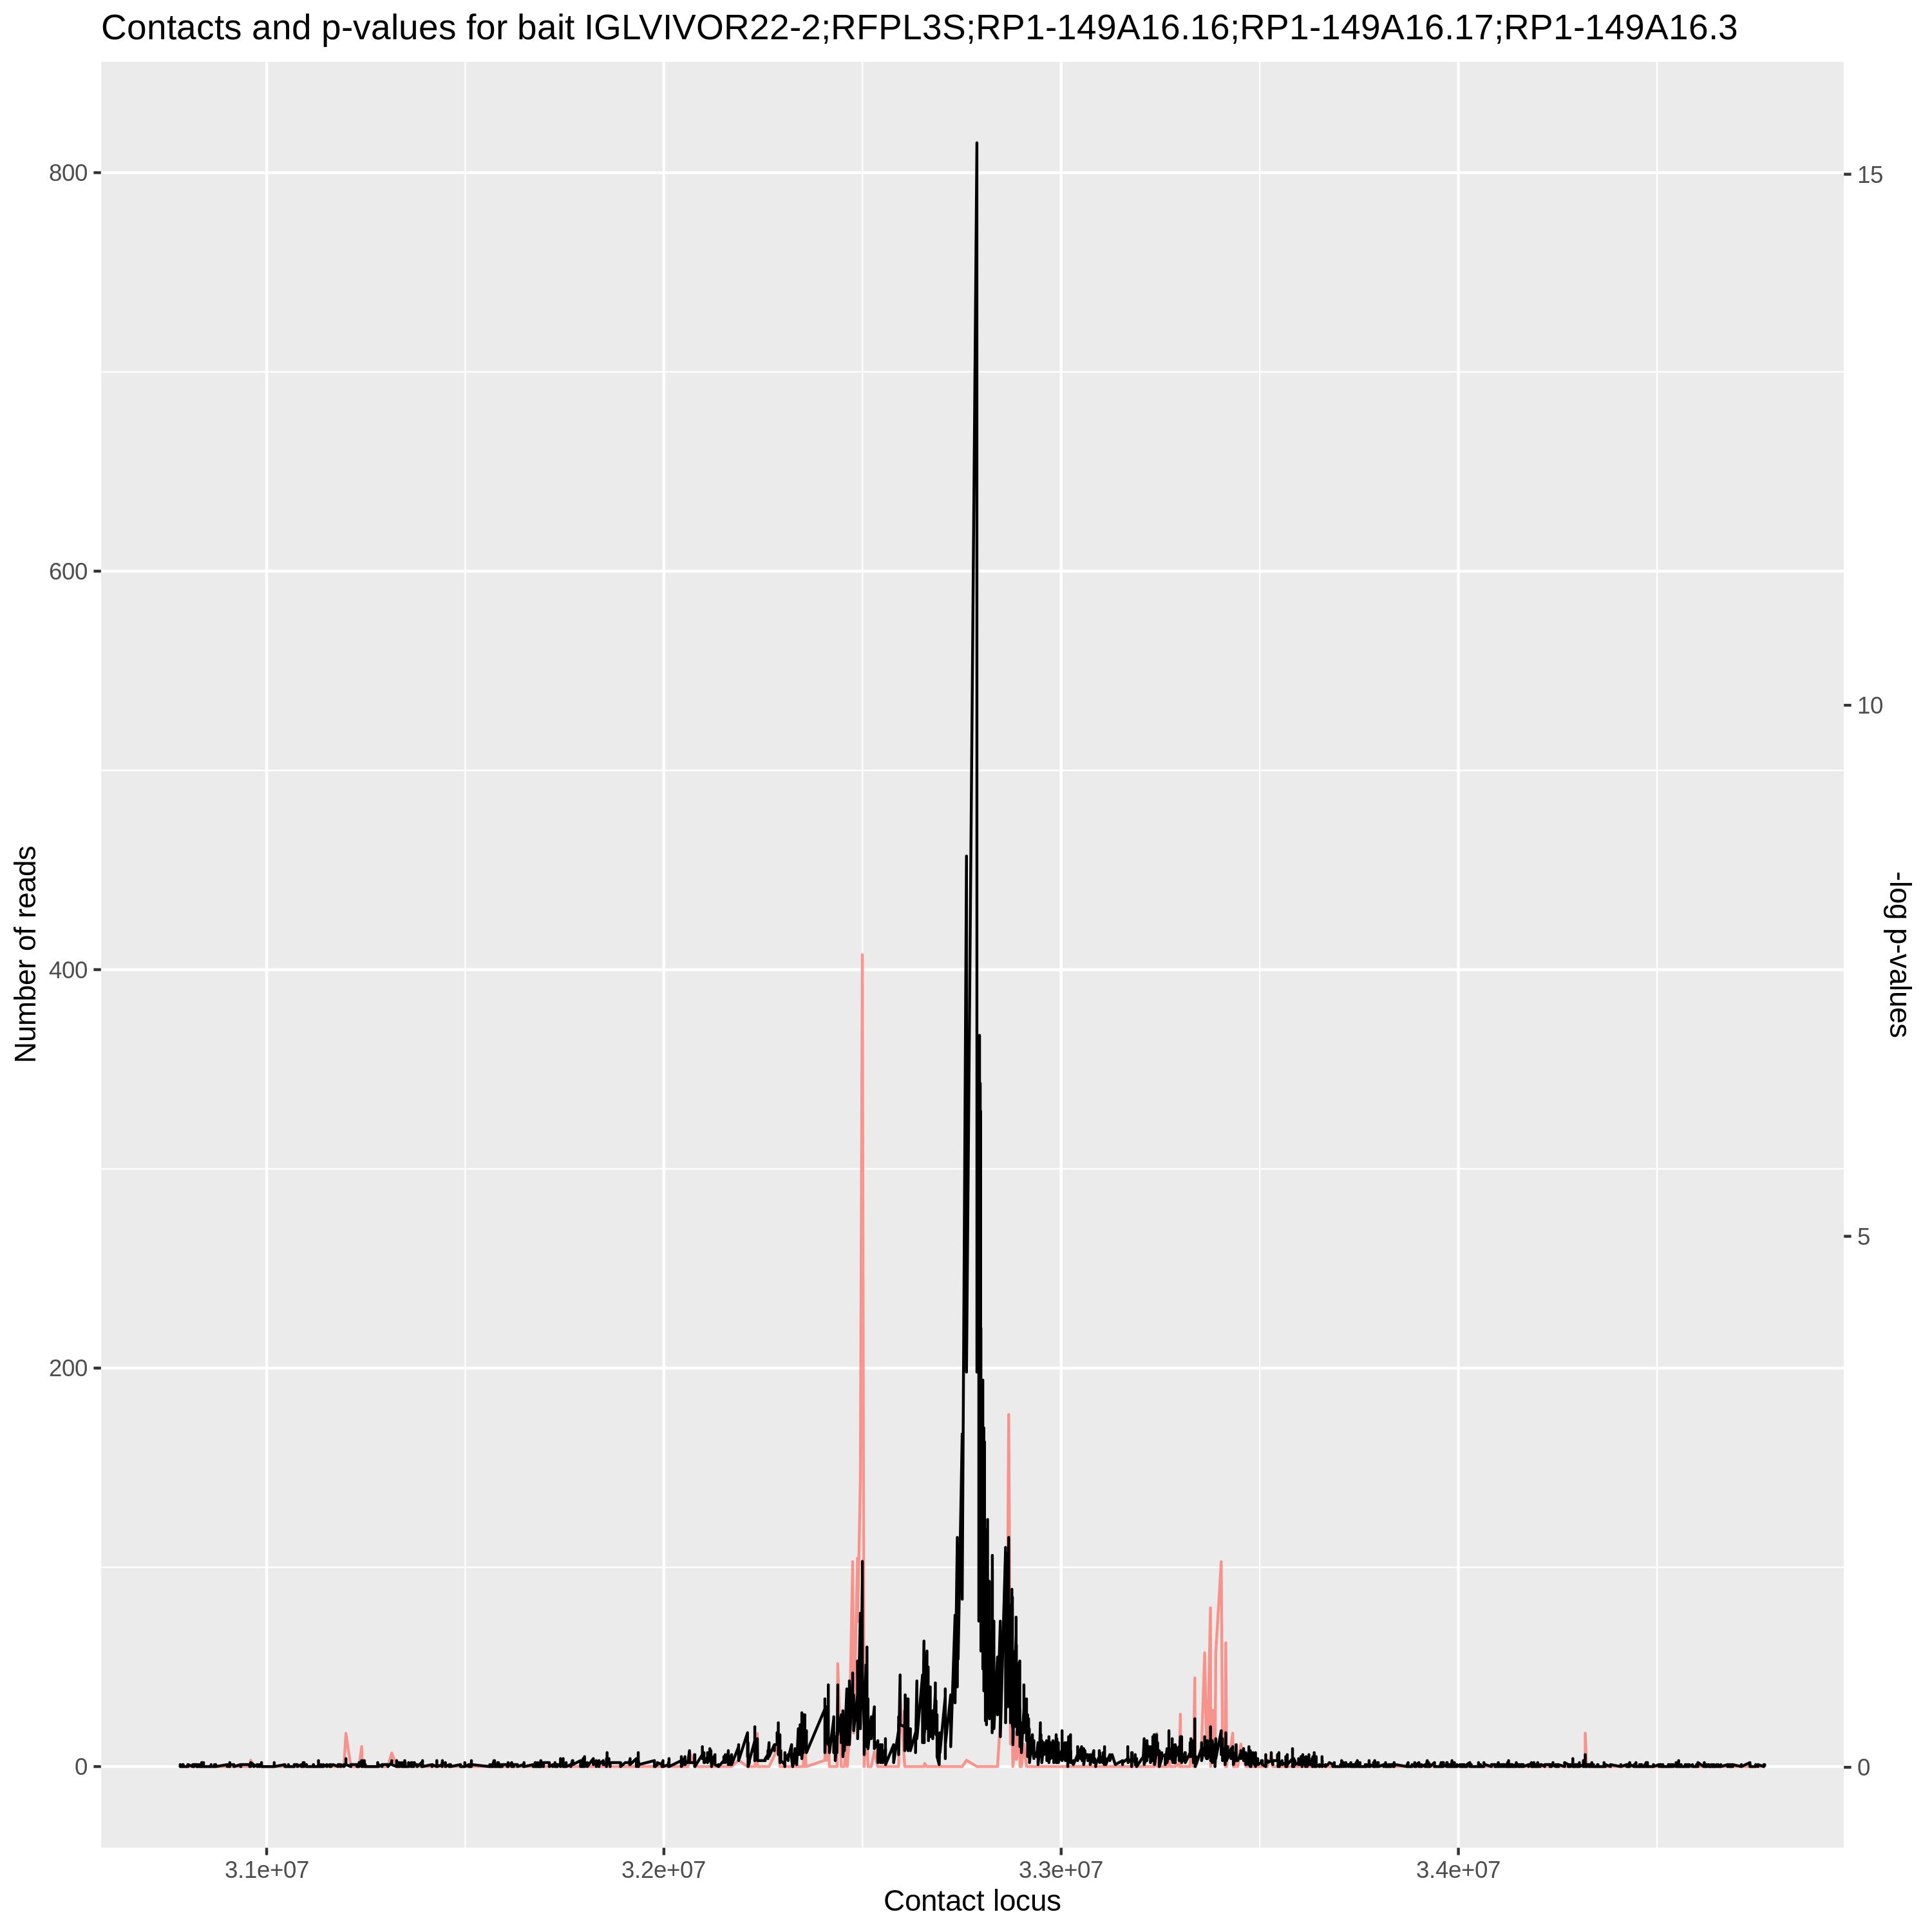 Contacts and p-values for bait IGLVIVOR22-2;RFPL3S;RP1-149A16.16;RP1-149A16.17;RP1-149A16.3
800
600
400
200
0
Number of reads
15
10
5
0
-log p-values
3.1e+07
3.2e+07
3.3e+07
3.4e+07
Contact locus